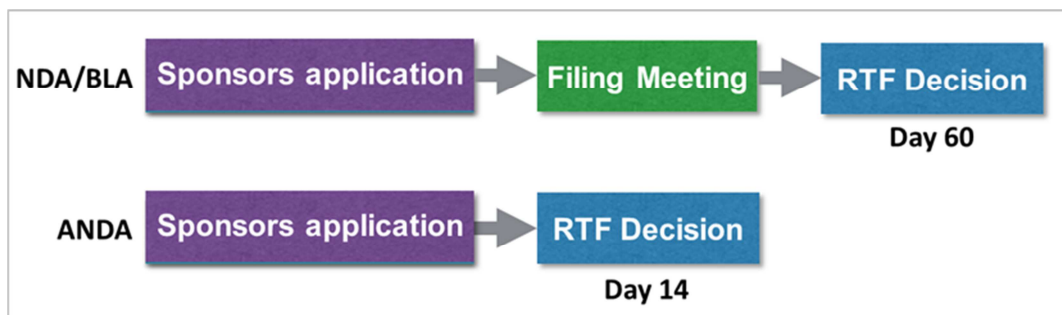 NDA/BLA Sponsors application Filing Meeting RTF Decision
Day 60
ANDA Sponsors application RTF Decision
Day 14